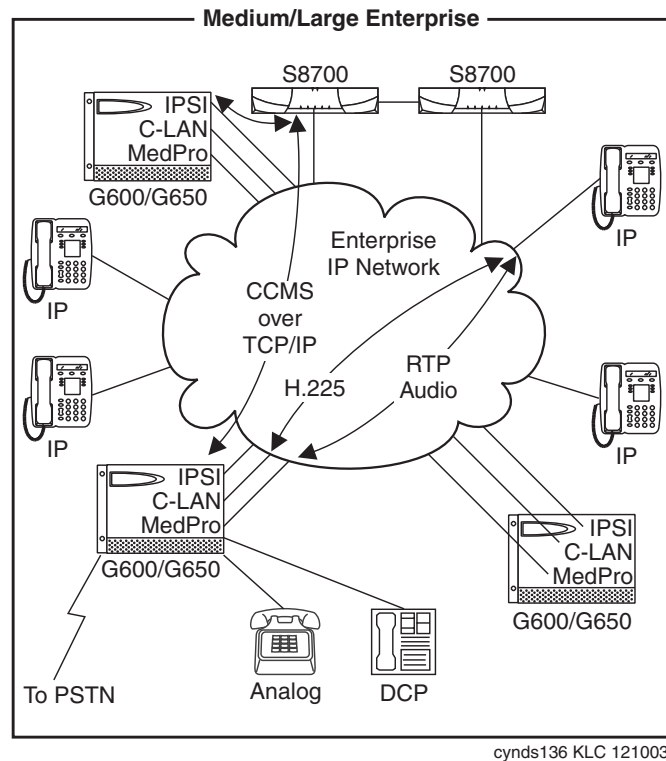 Medium/Large Enterprise
S8700
S8700
IPSI
C-LAN
MedPro
G600/G650
IP
IP
Enterprise
IP Network
CCMS
over
TCP/IP
H.225
RTP
Audio
IP
IP
IPSI
C-LAN
MedPro
G600/G650
IPSI
C-LAN
MedPro
G600/G650
To PSTN
Analog
DCP
cynds136 KLC 121003